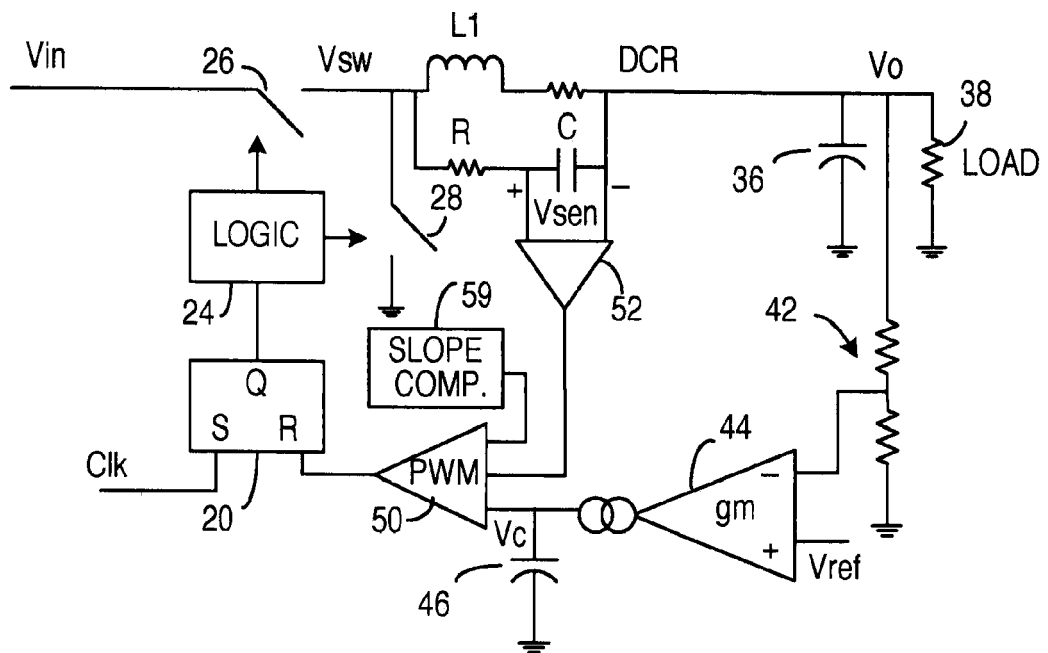 L1
Vin
26
Vsw
DCR
Vo
38
R
C
36
LOAD
+
−
28
Vsen
LOGIC
24
59
52
42
SLOPE
COMP.
Q
S
R
44
Clk
PWM
−
20
50
gm
Vc
+
Vref
46